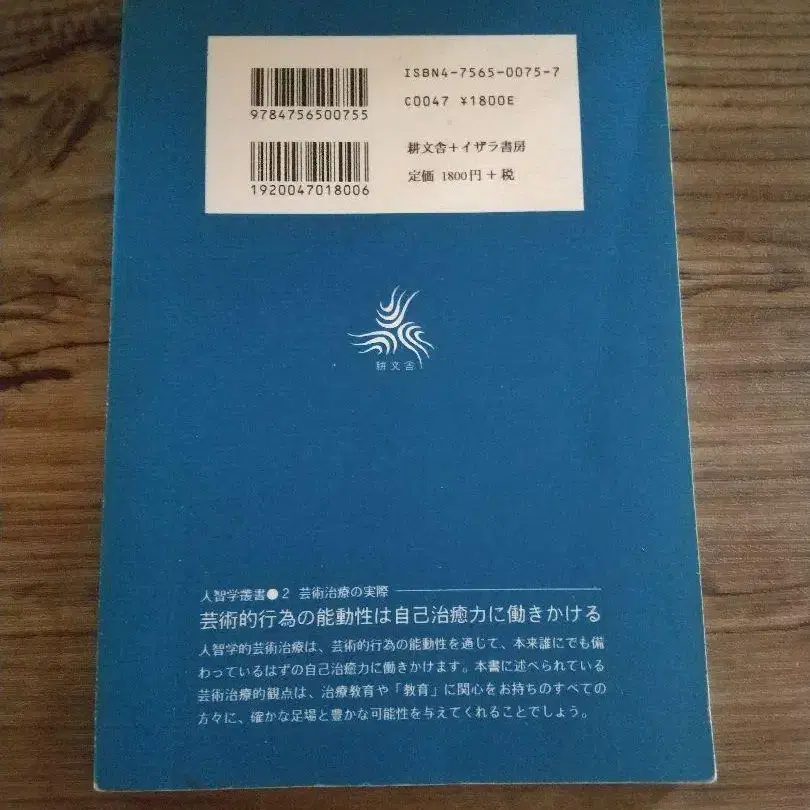 ISBN4-7565-0075-7
9784756500755
C0047 ¥1800E
耕文舎+イザラ書房
1920047018006
定価 1800円+税
耕文舎
人智学叢書●2 芸術治療の実際
芸術的行為の能動性は自己治癒力に働きかける
人智学的芸術治療は、芸術的行為の能動性を通じて、本来誰にでも備
わっているはずの自己治癒力に働きかけます。本書に述べられている
芸術治療的観点は、治療教育や「教育」に関心をお持ちのすべての
方々に、確かな足場と豊かな可能性を与えてくれることでしょう。